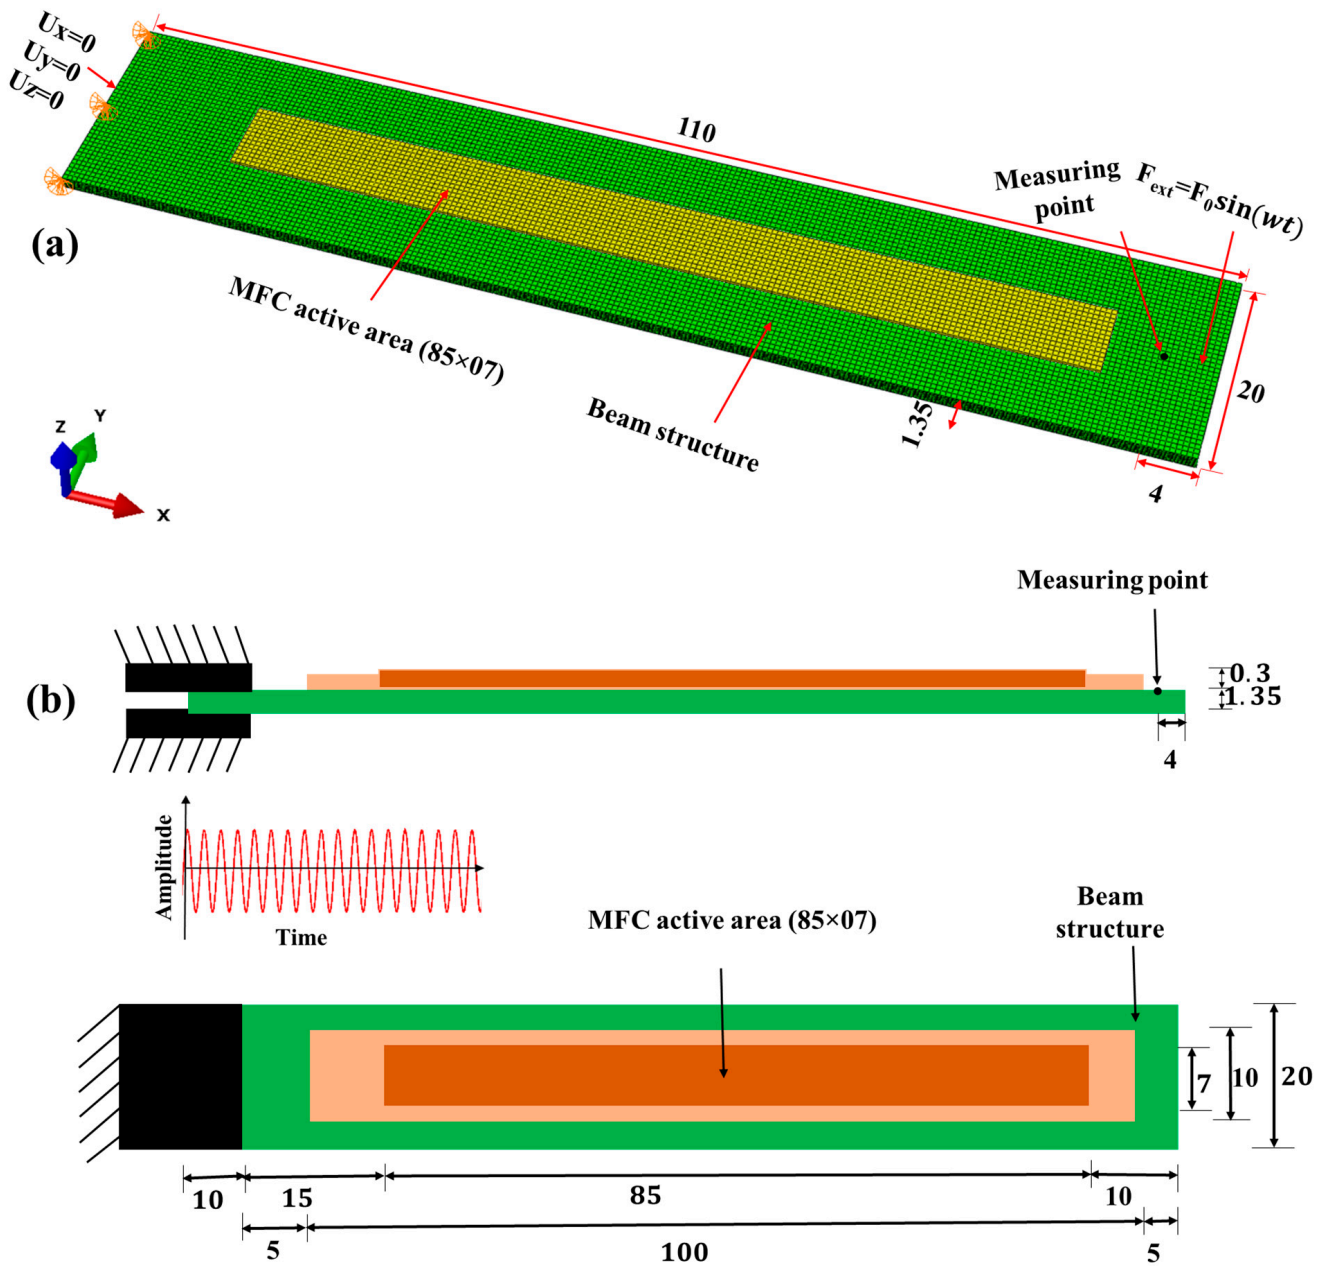 Ux=0
Uy=0
Uz=0
110
Measuring
point
Fext=F0sin(wt)
(a)
MFC active area (85×07)
Beam structure
1.35
20
4
Z
Y
X
Measuring point
(b)
0.3
1.35
4
Amplitude
Time
MFC active area (85×07)
Beam
structure
7
10
20
10
15
85
10
5
100
5